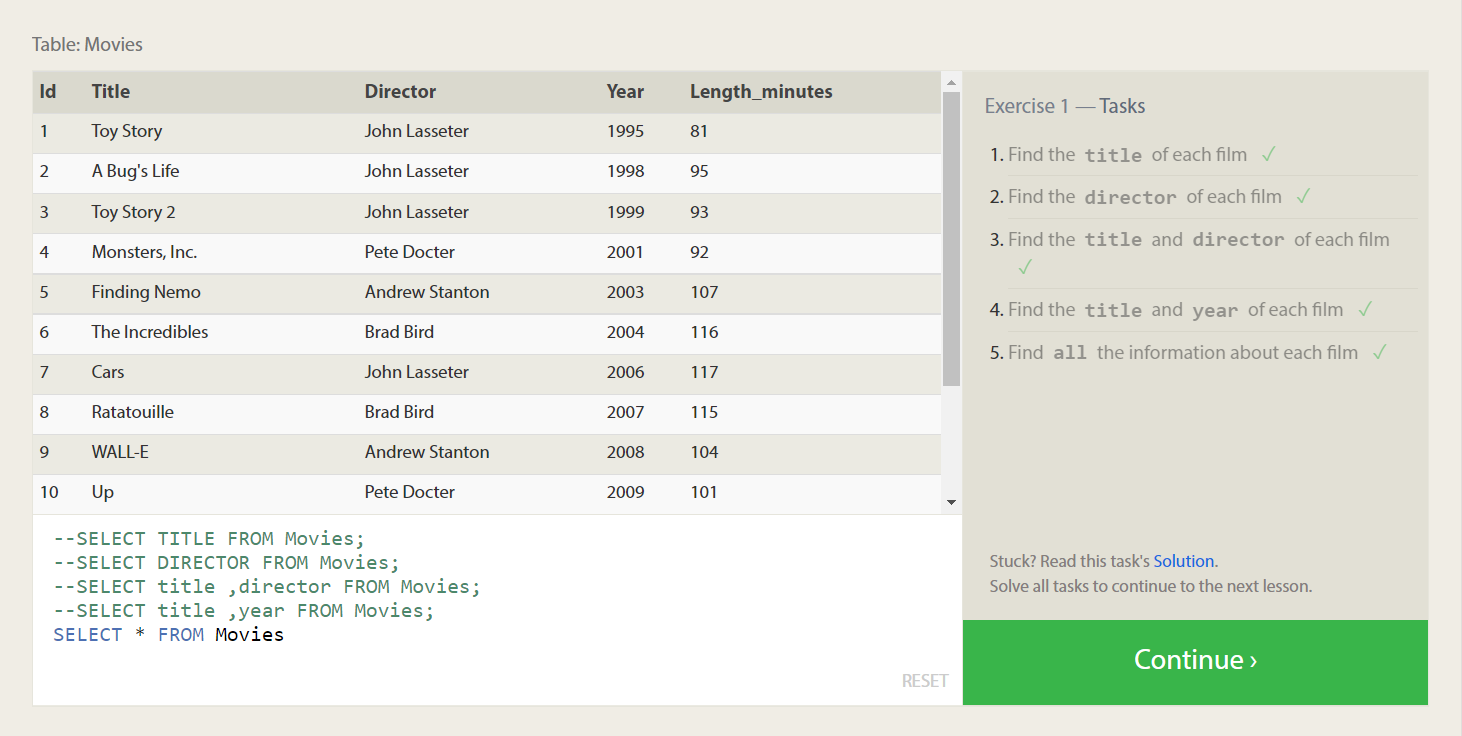 Table: Movies
Id Title Director Year Length_minutes
1 Toy Story John Lasseter 1995 81
2 A Bug's Life John Lasseter 1998 95
3 Toy Story 2 John Lasseter 1999 93
4 Monsters, Inc. Pete Docter 2001 92
5 Finding Nemo Andrew Stanton 2003 107
6 The Incredibles Brad Bird 2004 116
7 Cars John Lasseter 2006 117
8 Ratatouille Brad Bird 2007 115
9 WALL-E Andrew Stanton 2008 104
10 Up Pete Docter 2009 101
--SELECT TITLE FROM Movies;
--SELECT DIRECTOR FROM Movies;
--SELECT title ,director FROM Movies;
--SELECT title ,year FROM Movies;
SELECT * FROM Movies
RESET
Exercise 1 — Tasks
1. Find the title of each film ✓
2. Find the director of each film ✓
3. Find the title and director of each film
✓
4. Find the title and year of each film ✓
5. Find all the information about each film ✓
Stuck? Read this task's Solution.
Solve all tasks to continue to the next lesson.
Continue ›